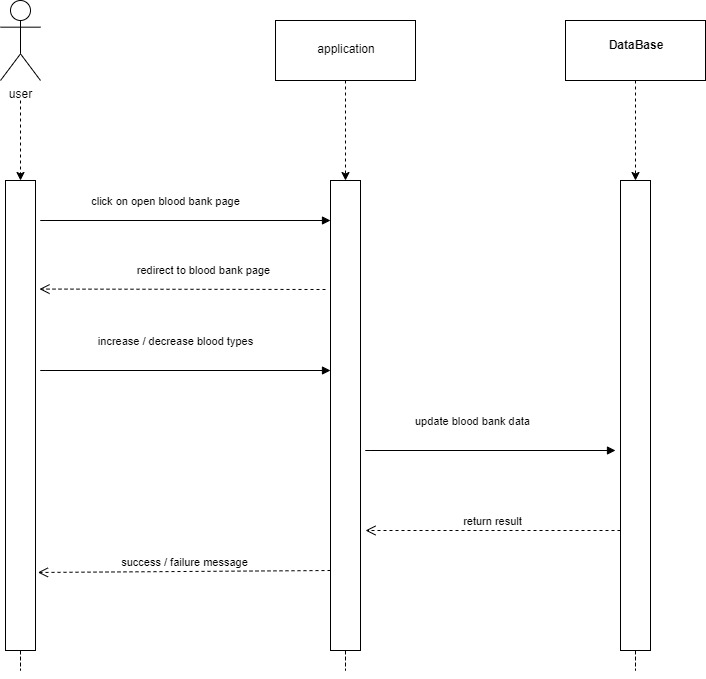 application
DataBase
user
click on open blood bank page
redirect to blood bank page
increase / decrease blood types
update blood bank data
return result
success / failure message